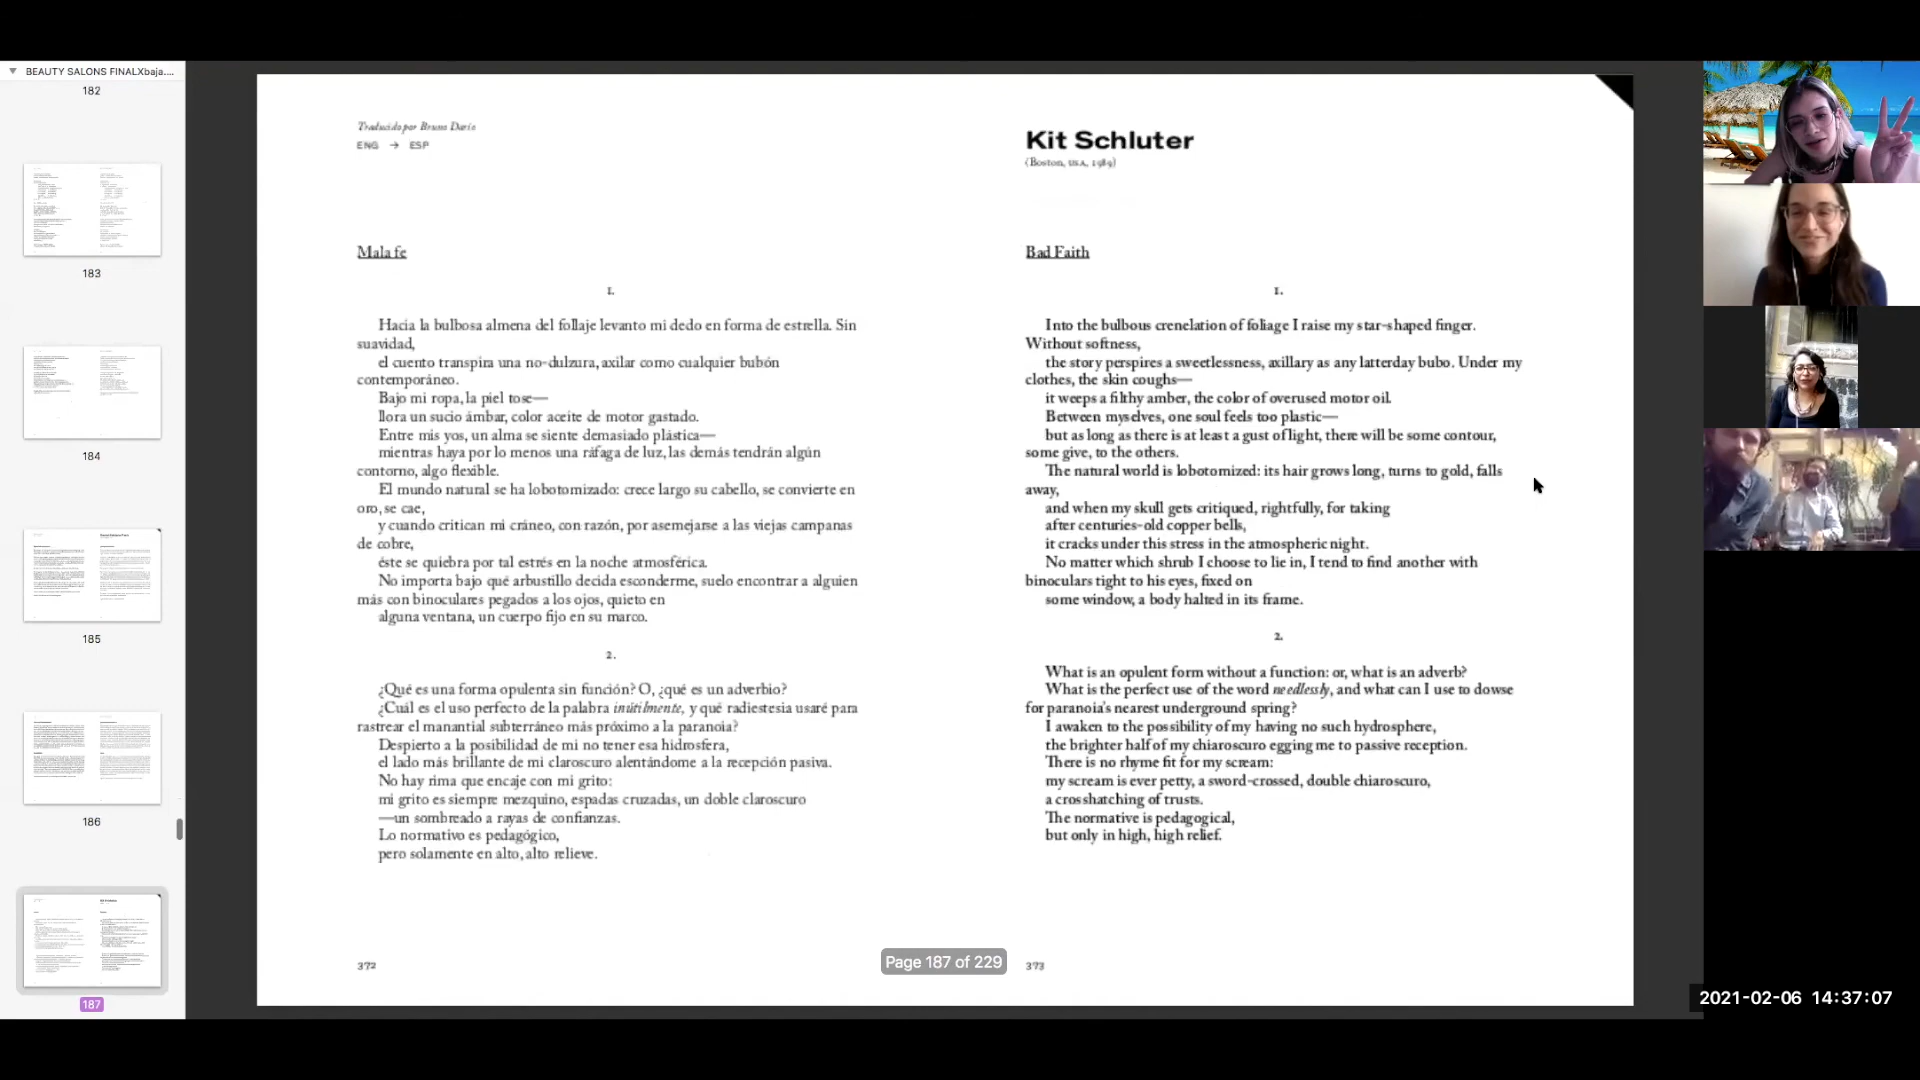 BEAUTY SALONS FINALXbaja....
182
183
184
185
186
187
Traducido por Bruno Darío
ENG → ESP
Mala fe
1.
Hacia la bulbosa almena del follaje levanto mi dedo en forma de estrella. Sin
suavidad,
el cuento transpira una no-dulzura, axilar como cualquier bubón
contemporáneo.
Bajo mi ropa, la piel tose—
llora un sucio ámbar, color aceite de motor gastado.
Entre mis yos, un alma se siente demasiado plástica—
mientras haya por lo menos una ráfaga de luz, las demás tendrán algún
contorno, algo flexible.
El mundo natural se ha lobotomizado: crece largo su cabello, se convierte en
oro, se cae,
y cuando critican mi cráneo, con razón, por asemejarse a las viejas campanas
de cobre,
éste se quiebra por tal estrés en la noche atmosférica.
No importa bajo qué arbustillo decida esconderme, suelo encontrar a alguien
más con binoculares pegados a los ojos, quieto en
alguna ventana, un cuerpo fijo en su marco.
2.
¿Qué es una forma opulenta sin función? O, ¿qué es un adverbio?
¿Cuál es el uso perfecto de la palabra inútilmente, y qué radiestesia usaré para
rastrear el manantial subterráneo más próximo a la paranoia?
Despierto a la posibilidad de mi no tener esa hidrosfera,
el lado más brillante de mi claroscuro alentándome a la recepción pasiva.
No hay rima que encaje con mi grito:
mi grito es siempre mezquino, espadas cruzadas, un doble claroscuro
—un sombreado a rayas de confianzas.
Lo normativo es pedagógico,
pero solamente en alto, alto relieve.
372
Kit Schluter
(Boston, USA, 1989)
Bad Faith
1.
Into the bulbous crenelation of foliage I raise my star-shaped finger.
Without softness,
the story perspires a sweetlessness, axillary as any latterday bubo. Under my
clothes, the skin coughs—
it weeps a filthy amber, the color of overused motor oil.
Between myselves, one soul feels too plastic—
but as long as there is at least a gust of light, there will be some contour,
some give, to the others.
The natural world is lobotomized: its hair grows long, turns to gold, falls
away,
and when my skull gets critiqued, rightfully, for taking
after centuries-old copper bells,
it cracks under this stress in the atmospheric night.
No matter which shrub I choose to lie in, I tend to find another with
binoculars tight to his eyes, fixed on
some window, a body halted in its frame.
2.
What is an opulent form without a function: or, what is an adverb?
What is the perfect use of the word needlessly, and what can I use to dowse
for paranoia's nearest underground spring?
I awaken to the possibility of my having no such hydrosphere,
the brighter half of my chiaroscuro egging me to passive reception.
There is no rhyme fit for my scream:
my scream is ever petty, a sword-crossed, double chiaroscuro,
a crosshatching of trusts.
The normative is pedagogical,
but only in high, high relief.
373
Page 187 of 229
2021-02-06 14:37:07